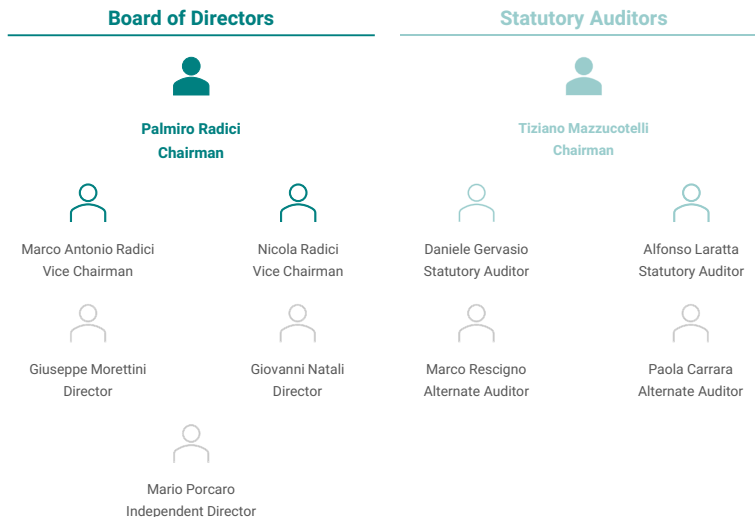 Board of Directors
Palmiro Radici
Chairman
Marco Antonio Radici
Vice Chairman
Nicola Radici
Vice Chairman
Giuseppe Morettini
Director
Giovanni Natali
Director
Mario Porcaro
Independent Director
Statutory Auditors
Tiziano Mazzucotelli
Chairman
Daniele Gervasio
Statutory Auditor
Alfonso Laratta
Statutory Auditor
Marco Rescigno
Alternate Auditor
Paola Carrara
Alternate Auditor